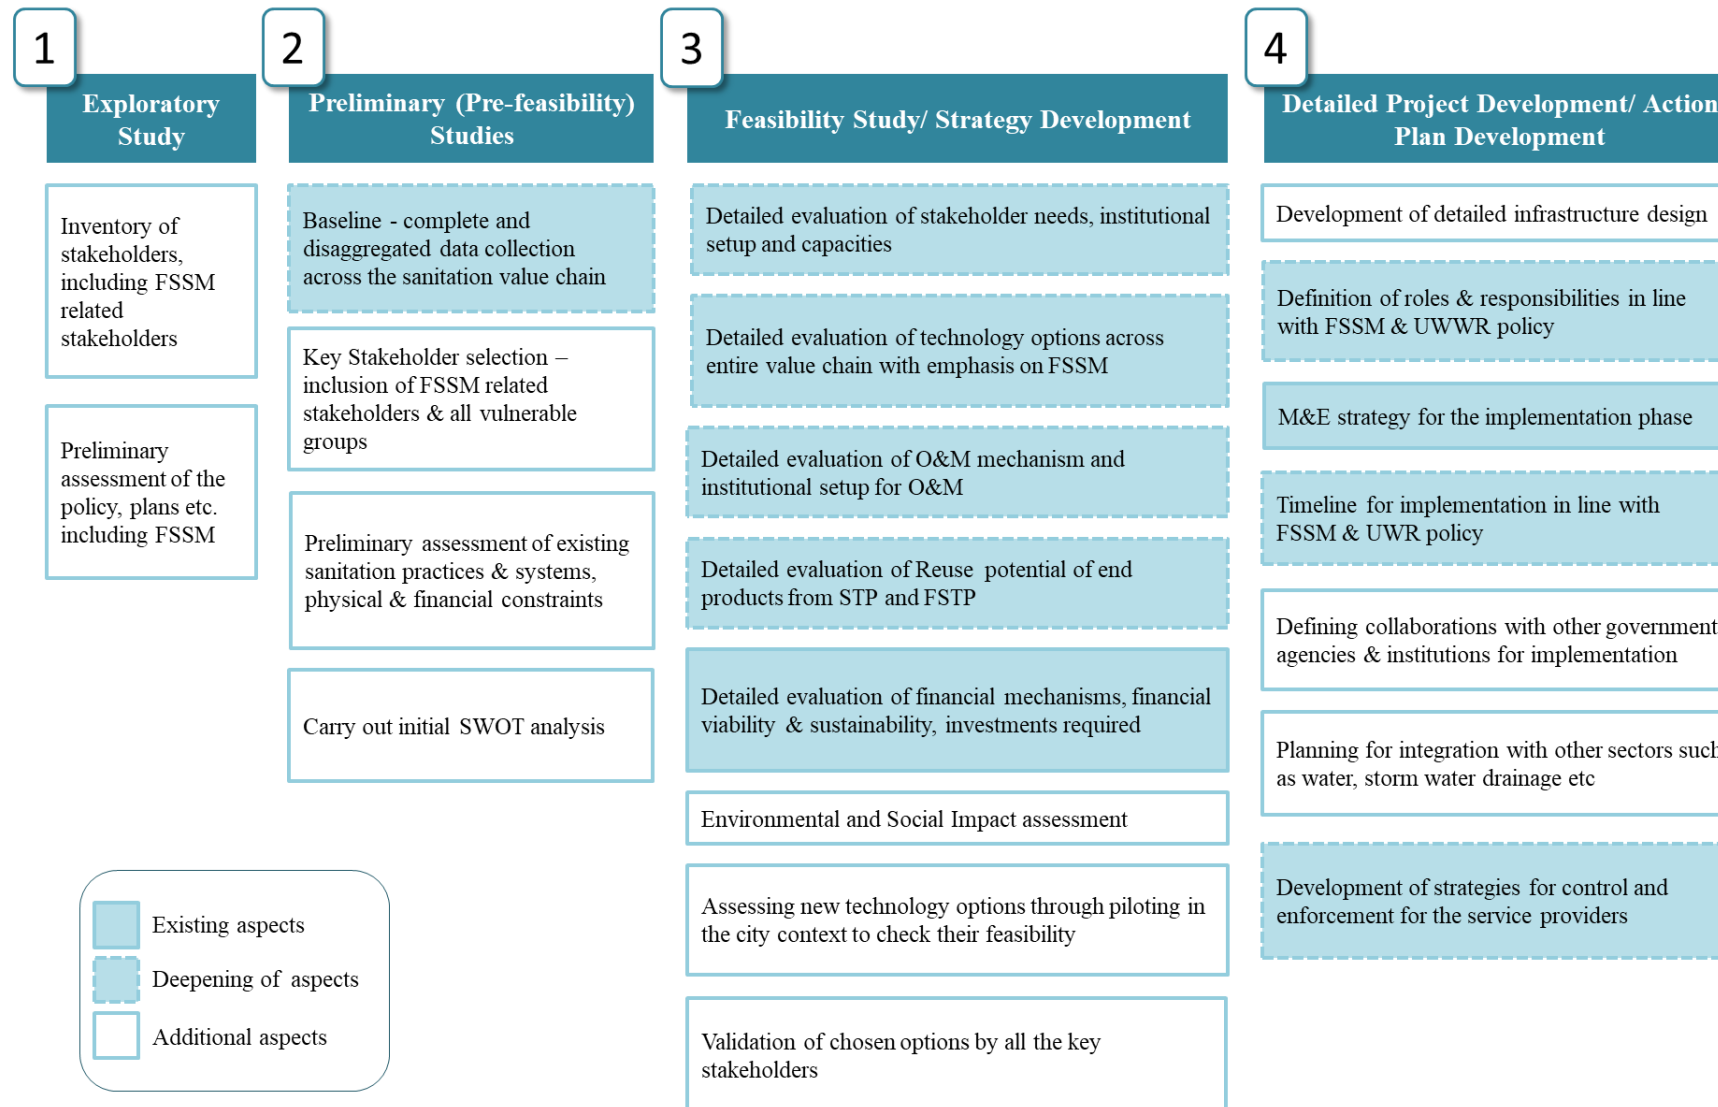 1
Exploratory
Study
Inventory of
stakeholders,
including FSSM
related
stakeholders
Preliminary
assessment of the
policy, plans etc.
including FSSM
2
Preliminary (Pre-feasibility)
Studies
Baseline - complete and
disaggregated data collection
across the sanitation value chain
Key Stakeholder selection –
inclusion of FSSM related
stakeholders & all vulnerable
groups
Preliminary assessment of existing
sanitation practices & systems,
physical & financial constraints
Carry out initial SWOT analysis
3
Feasibility Study/ Strategy Development
Detailed evaluation of stakeholder needs, institutional
setup and capacities
Detailed evaluation of technology options across
entire value chain with emphasis on FSSM
Detailed evaluation of O&M mechanism and
institutional setup for O&M
Detailed evaluation of Reuse potential of end
products from STP and FSTP
Detailed evaluation of financial mechanisms, financial
viability & sustainability, investments required
Environmental and Social Impact assessment
Assessing new technology options through piloting in
the city context to check their feasibility
Validation of chosen options by all the key
stakeholders
4
Detailed Project Development/ Action
Plan Development
Development of detailed infrastructure design
Definition of roles & responsibilities in line
with FSSM & UWWR policy
M&E strategy for the implementation phase
Timeline for implementation in line with
FSSM & UWR policy
Defining collaborations with other government
agencies & institutions for implementation
Planning for integration with other sectors such
as water, storm water drainage etc
Development of strategies for control and
enforcement for the service providers
Existing aspects
Deepening of aspects
Additional aspects